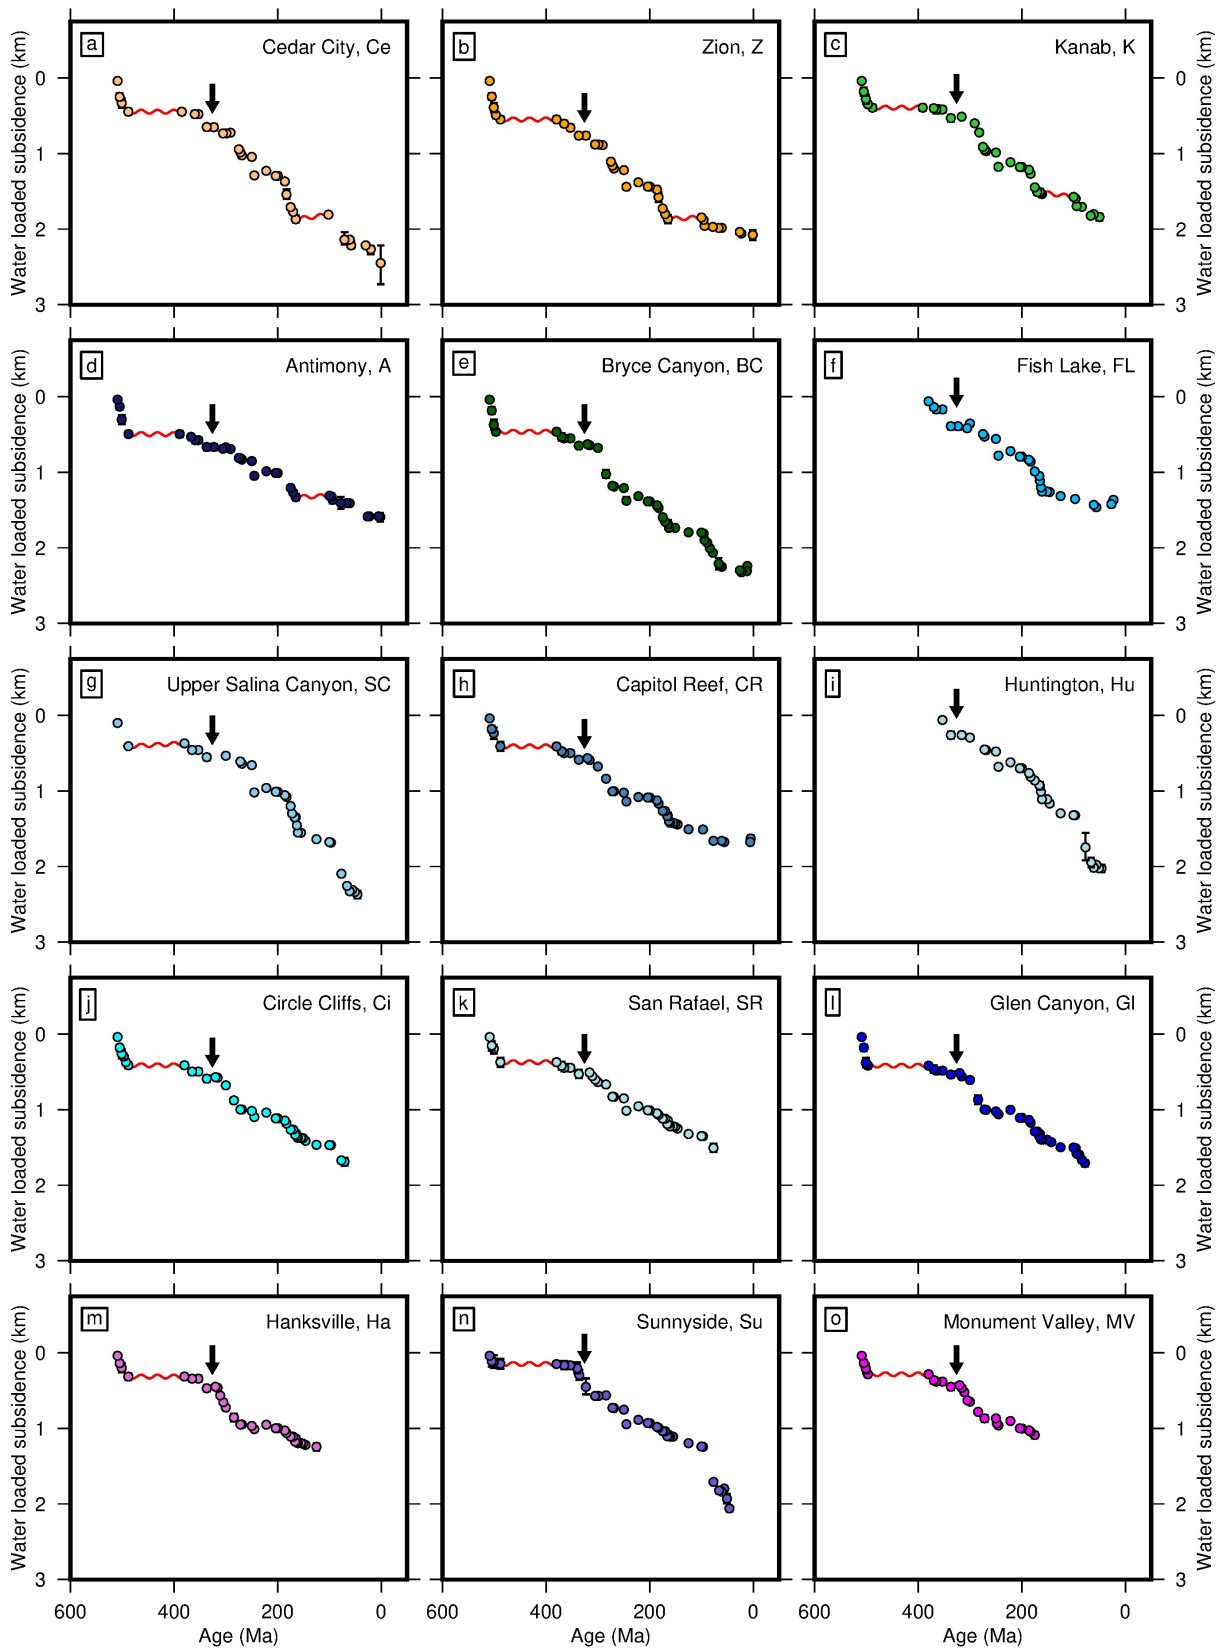 a
Cedar City, Ce
b
Zion, Z
c
Kanab, K
Water loaded subsidence (km)
0
1
2
3
0
1
2
3
Water loaded subsidence (km)
d
Antimony, A
e
Bryce Canyon, BC
f
Fish Lake, FL
Water loaded subsidence (km)
0
1
2
3
0
1
2
3
Water loaded subsidence (km)
g
Upper Salina Canyon, SC
h
Capitol Reef, CR
i
Huntington, Hu
Water loaded subsidence (km)
0
1
2
3
0
1
2
3
Water loaded subsidence (km)
j
Circle Cliffs, Ci
k
San Rafael, SR
l
Glen Canyon, Gl
Water loaded subsidence (km)
0
1
2
3
0
1
2
3
Water loaded subsidence (km)
m
Hanksville, Ha
n
Sunnyside, Su
o
Monument Valley, MV
Water loaded subsidence (km)
0
1
2
3
0
1
2
3
Water loaded subsidence (km)
600 400 200 0
600 400 200 0
600 400 200 0
Age (Ma)
Age (Ma)
Age (Ma)